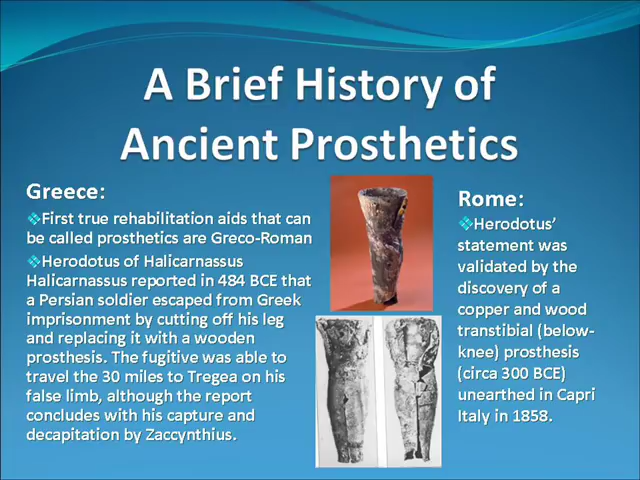 A Brief History of
Ancient Prosthetics
Greece:
❖First true rehabilitation aids that can
be called prosthetics are Greco-Roman
❖Herodotus of Halicarnassus
Halicarnassus reported in 484 BCE that
a Persian soldier escaped from Greek
imprisonment by cutting off his leg
and replacing it with a wooden
prosthesis. The fugitive was able to
travel the 30 miles to Tregea on his
false limb, although the report
concludes with his capture and
decapitation by Zaccynthius.
Rome:
❖Herodotus’
statement was
validated by the
discovery of a
copper and wood
transtibial (below-
knee) prosthesis
(circa 300 BCE)
unearthed in Capri
Italy in 1858.